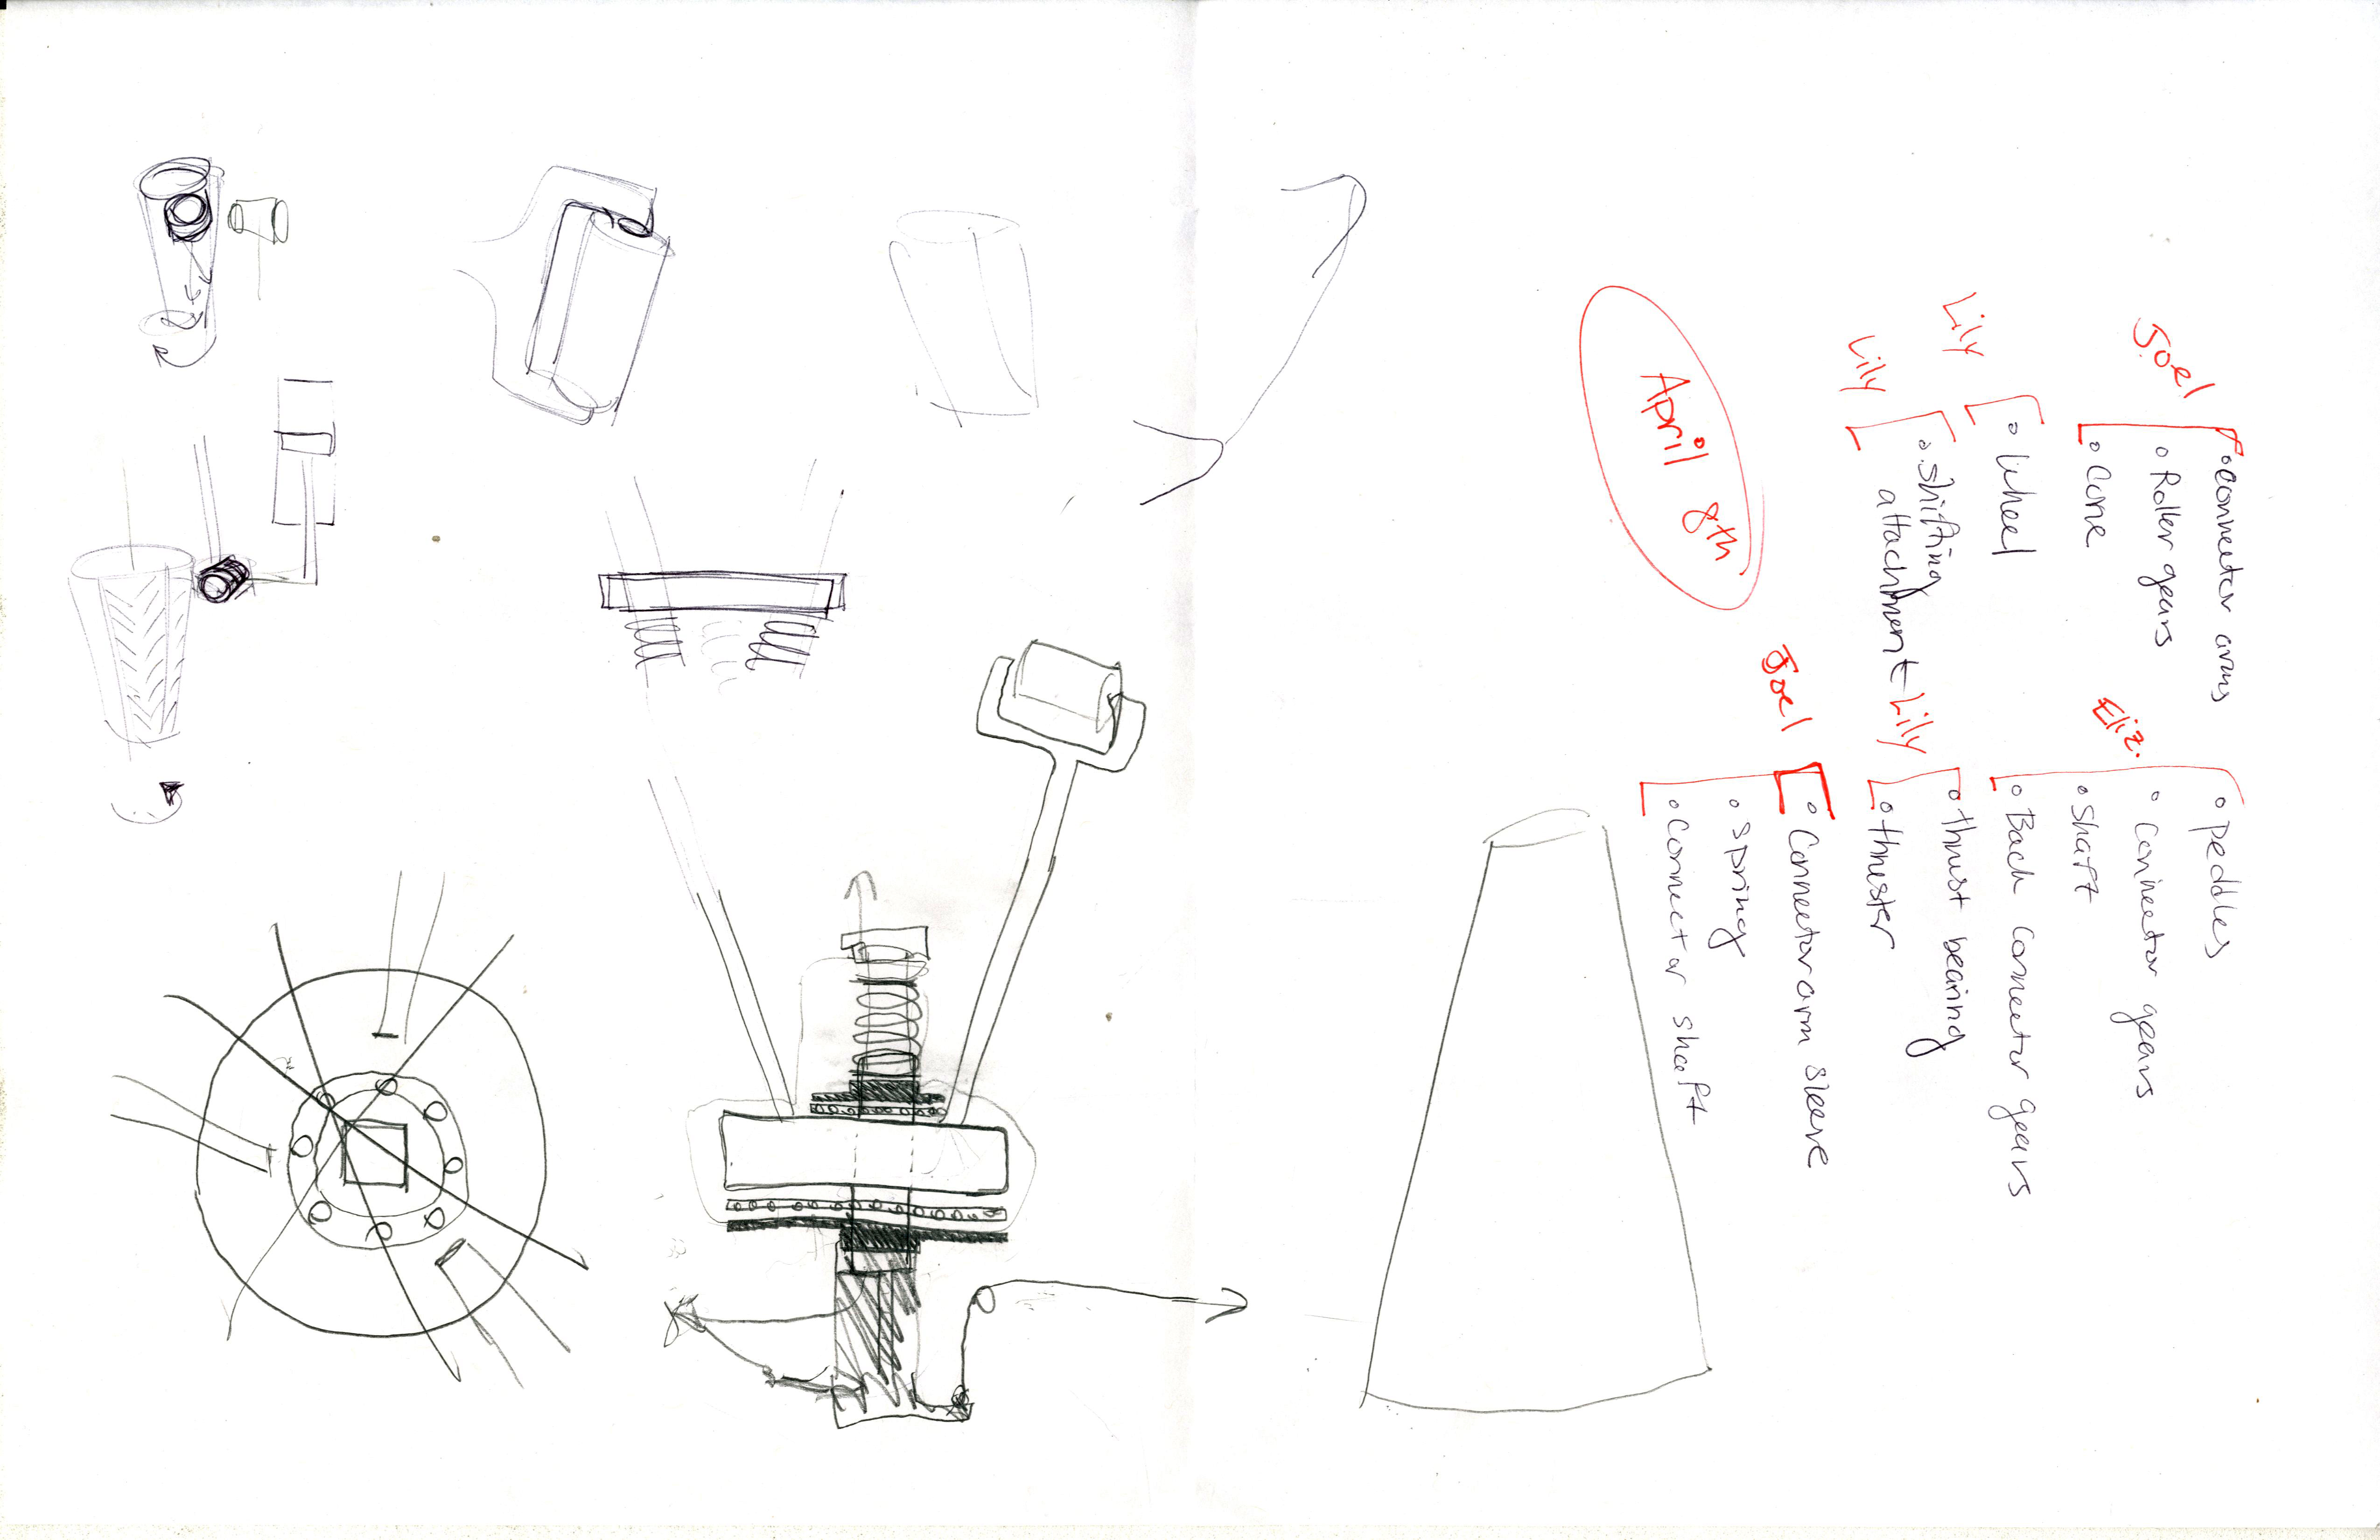 Joel
• connector arms
• Roller gears
• Cone
Lily
• Wheel
Lily
• Shifting
attachment
April 8th
Eliz.
• peddles
• Connector gears
• Shaft
• Back Connector gears
Lily
• thrust bearing
• thruster
Joel
• Connector arm sleeve
• spring
• Connector shaft